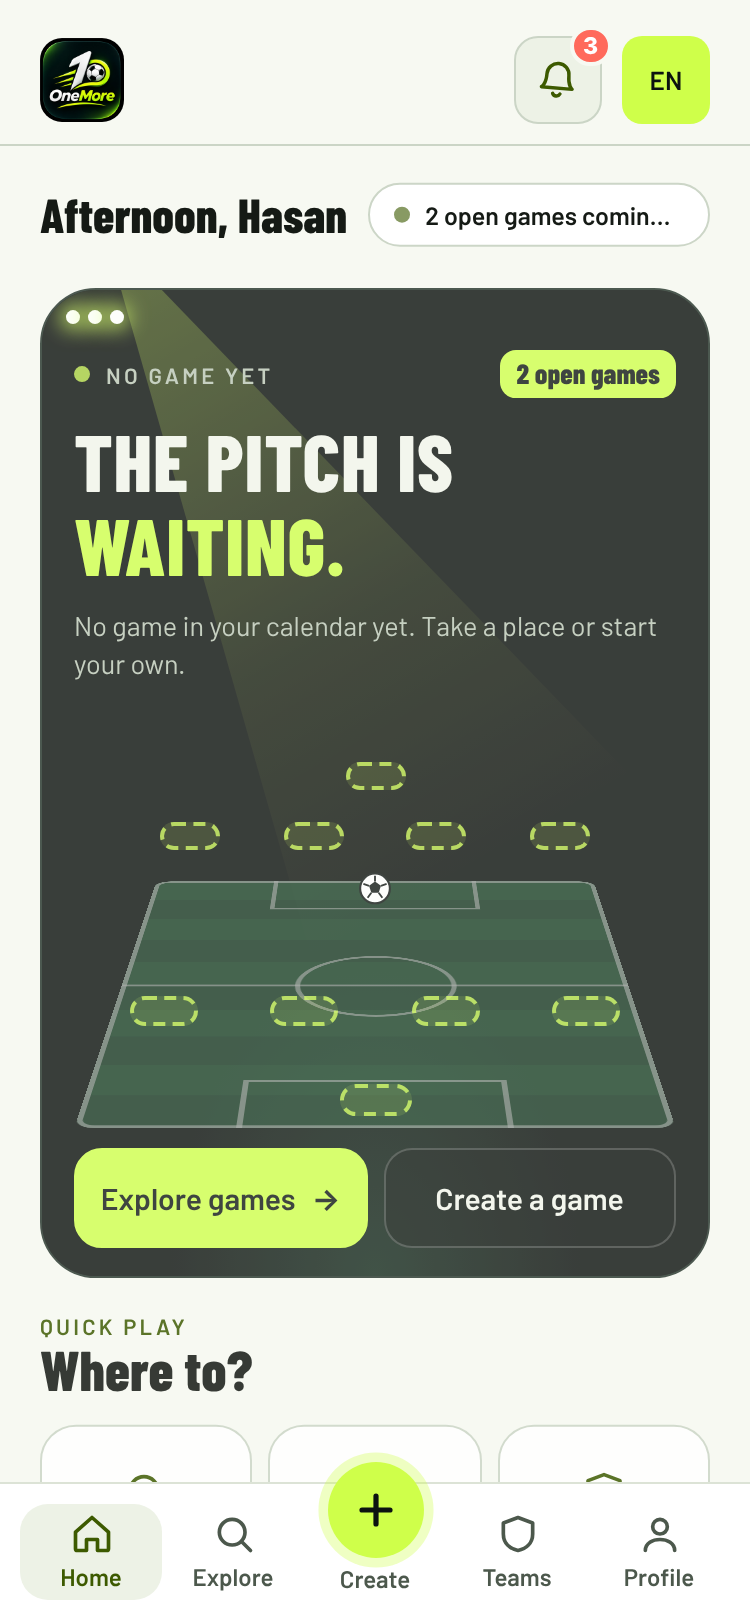 1
OneMore
3
EN
Afternoon, Hasan
2 open games comin...
NO GAME YET
2 open games
THE PITCH IS
WAITING.
No game in your calendar yet. Take a place or start
your own.
Explore games →
Create a game
QUICK PLAY
Where to?
Home
Explore
Create
Teams
Profile